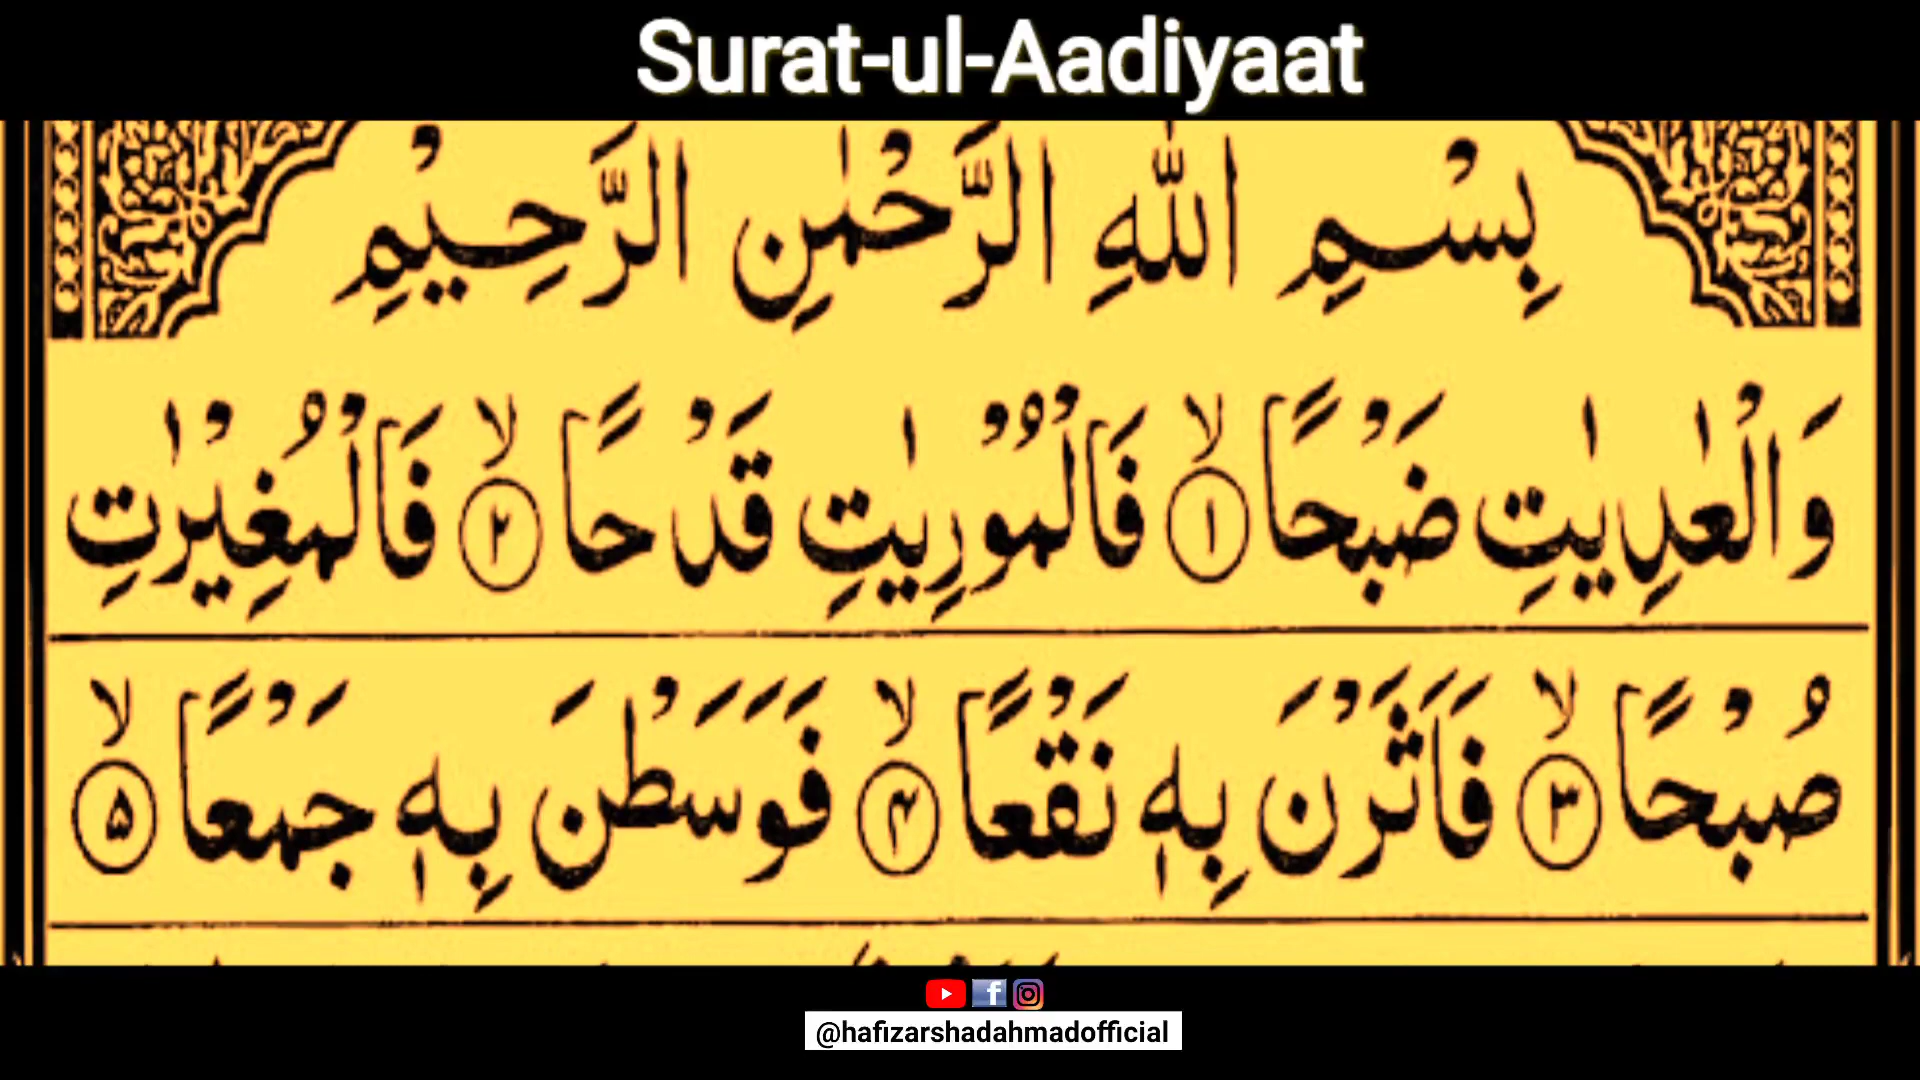 Surat-ul-Aadiyaat
بِسْمِ اللّٰهِ الرَّحْمٰنِ الرَّحِيْمِ
وَالْعٰدِيٰتِ ضَبْحًا ۙ﴿۱﴾ فَالْمُوْرِيٰتِ قَدْحًا ۙ﴿۲﴾ فَالْمُغِيْرٰتِ
صُبْحًا ۙ﴿۳﴾ فَاَثَرْنَ بِهٖ نَقْعًا ۙ﴿۴﴾ فَوَسَطْنَ بِهٖ جَمْعًا ۙ﴿۵﴾
@hafizarshadahmadofficial